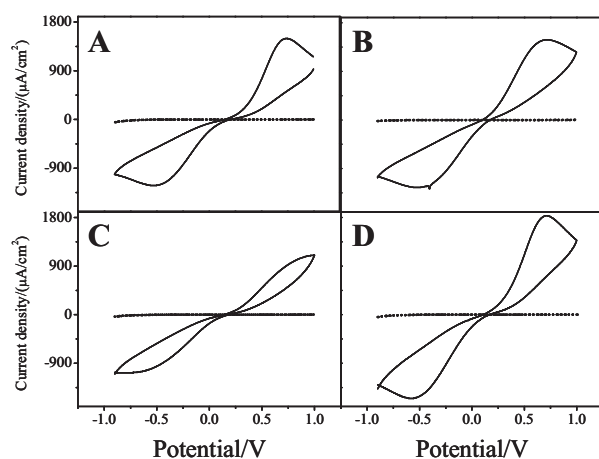 1800
A
B
900
0
-900
Current density/(μA/cm²)
1800
C
D
900
0
-900
Current density/(μA/cm²)
-1.0 -0.5 0.0 0.5 1.0 -1.0 -0.5 0.0 0.5 1.0
Potential/V Potential/V